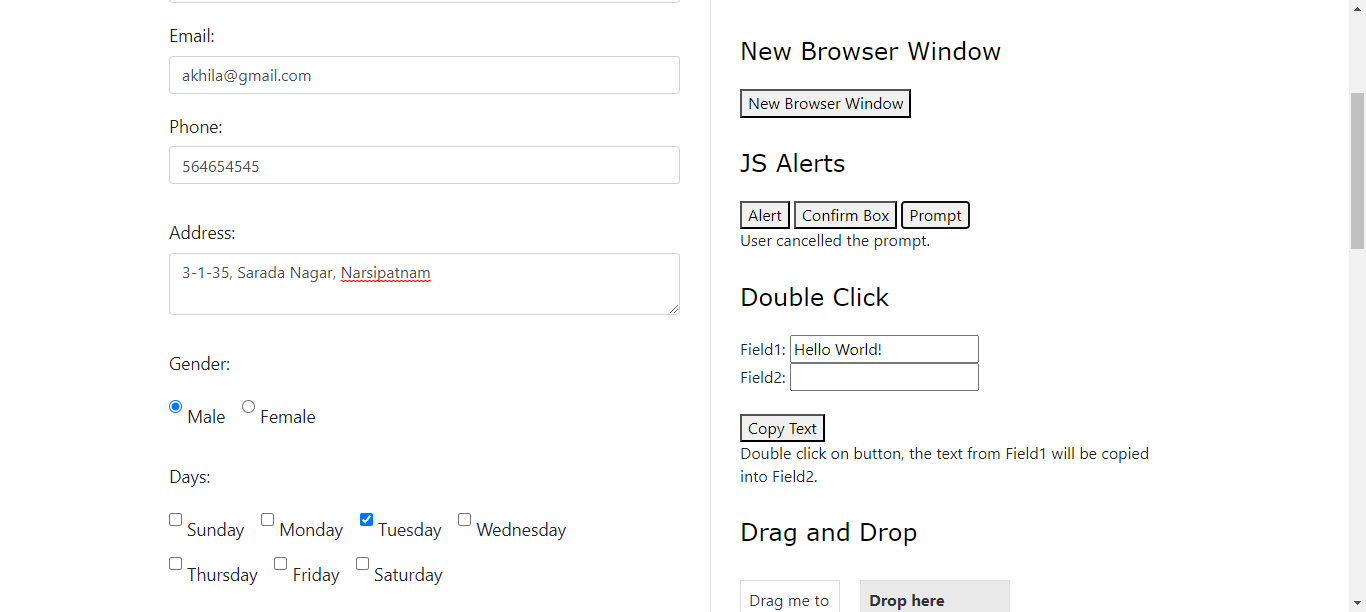 Email:
akhila@gmail.com
Phone:
564654545
Address:
3-1-35, Sarada Nagar, Narsipatnam
Gender:
Male Female
Days:
Sunday Monday Tuesday Wednesday
Thursday Friday Saturday
New Browser Window
New Browser Window
JS Alerts
Alert Confirm Box Prompt
User cancelled the prompt.
Double Click
Field1: Hello World!
Field2:
Copy Text
Double click on button, the text from Field1 will be copied
into Field2.
Drag and Drop
Drag me to Drop here